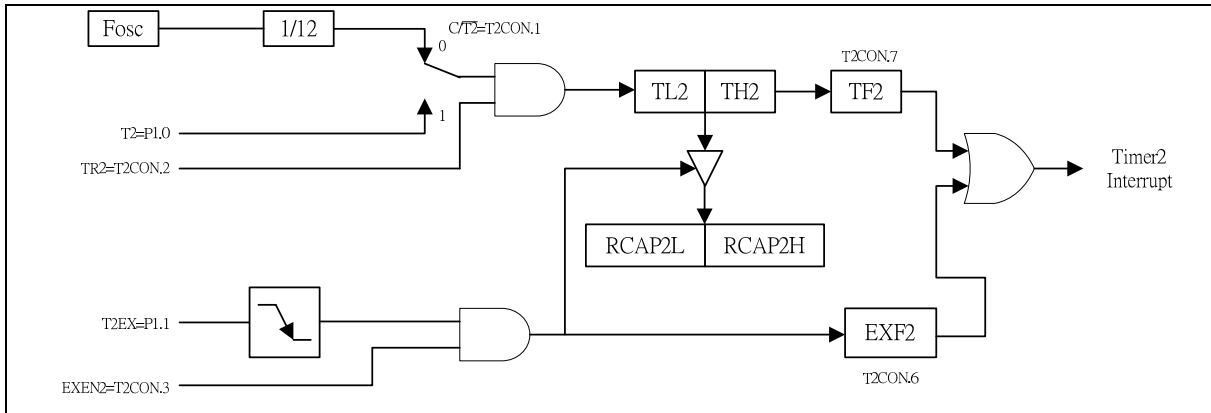 Fosc
1/12
C/T2=T2CON.1
0
1
T2=P1.0
TR2=T2CON.2
TL2
TH2
T2CON.7
TF2
Timer2
Interrupt
RCAP2L
RCAP2H
T2EX=P1.1
EXEN2=T2CON.3
EXF2
T2CON.6